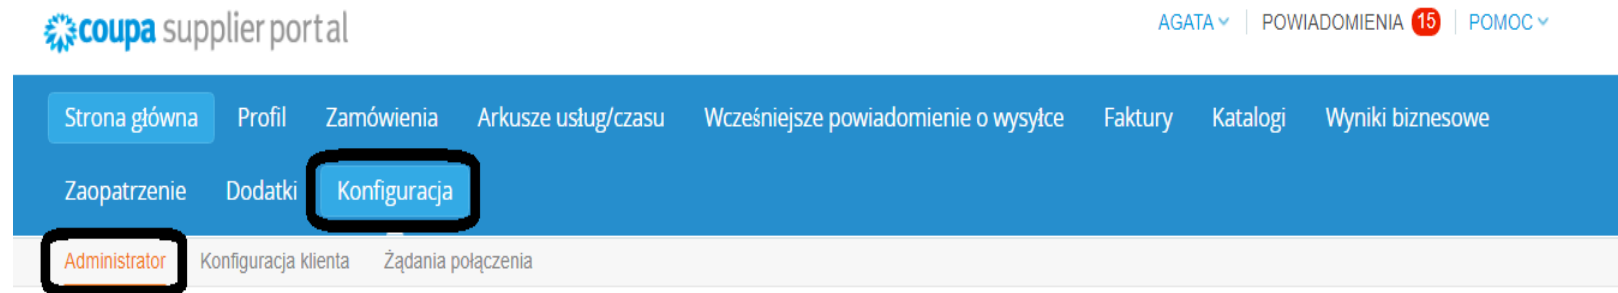 coupa supplier portal
AGATA POWIADOMIENIA 15 POMOC
Strona główna Profil Zamówienia Arkusze usług/czasu Wcześniejsze powiadomienie o wysyłce Faktury Katalogi Wyniki biznesowe
Zaopatrzenie Dodatki Konfiguracja
Administrator Konfiguracja klienta Żądania połączenia